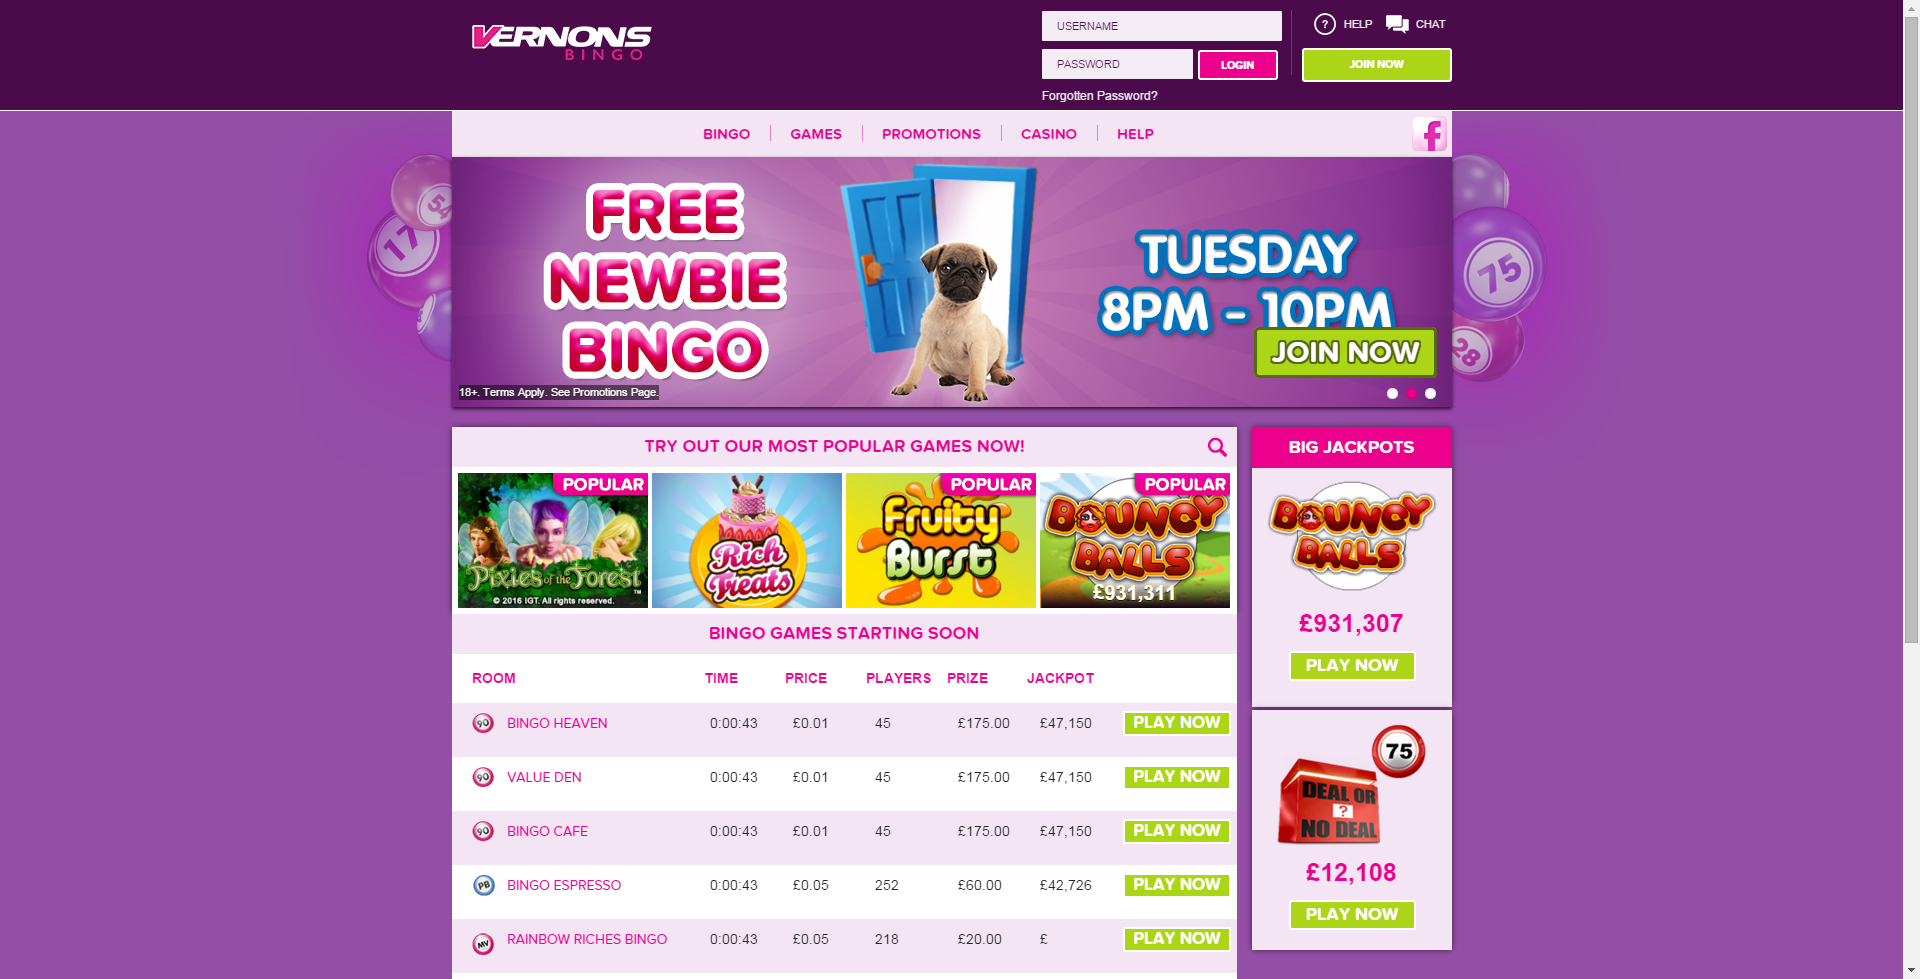 VERNONS
BINGO
USERNAME
PASSWORD
LOGIN
Forgotten Password?
? HELP
CHAT
JOIN NOW
BINGO
GAMES
PROMOTIONS
CASINO
HELP
f
54
17
FREE
NEWBIE
BINGO
TUESDAY
8PM - 10PM
JOIN NOW
18+. Terms Apply. See Promotions Page.
75
28
TRY OUT OUR MOST POPULAR GAMES NOW!
POPULAR
Pixies of the Forest™
© 2016 IGT. All rights reserved.
Rich
Treats
POPULAR
Fruity
Burst
POPULAR
BOUNCY
BALLS
£931,311
BINGO GAMES STARTING SOON
ROOM TIME PRICE PLAYERS PRIZE JACKPOT
90 BINGO HEAVEN 0:00:43 £0.01 45 £175.00 £47,150 PLAY NOW
90 VALUE DEN 0:00:43 £0.01 45 £175.00 £47,150 PLAY NOW
90 BINGO CAFE 0:00:43 £0.01 45 £175.00 £47,150 PLAY NOW
PB BINGO ESPRESSO 0:00:43 £0.05 252 £60.00 £42,726 PLAY NOW
MV RAINBOW RICHES BINGO 0:00:43 £0.05 218 £20.00 £ PLAY NOW
BIG JACKPOTS
BOUNCY
BALLS
£931,307
PLAY NOW
75
DEAL OR
?
NO DEAL
£12,108
PLAY NOW